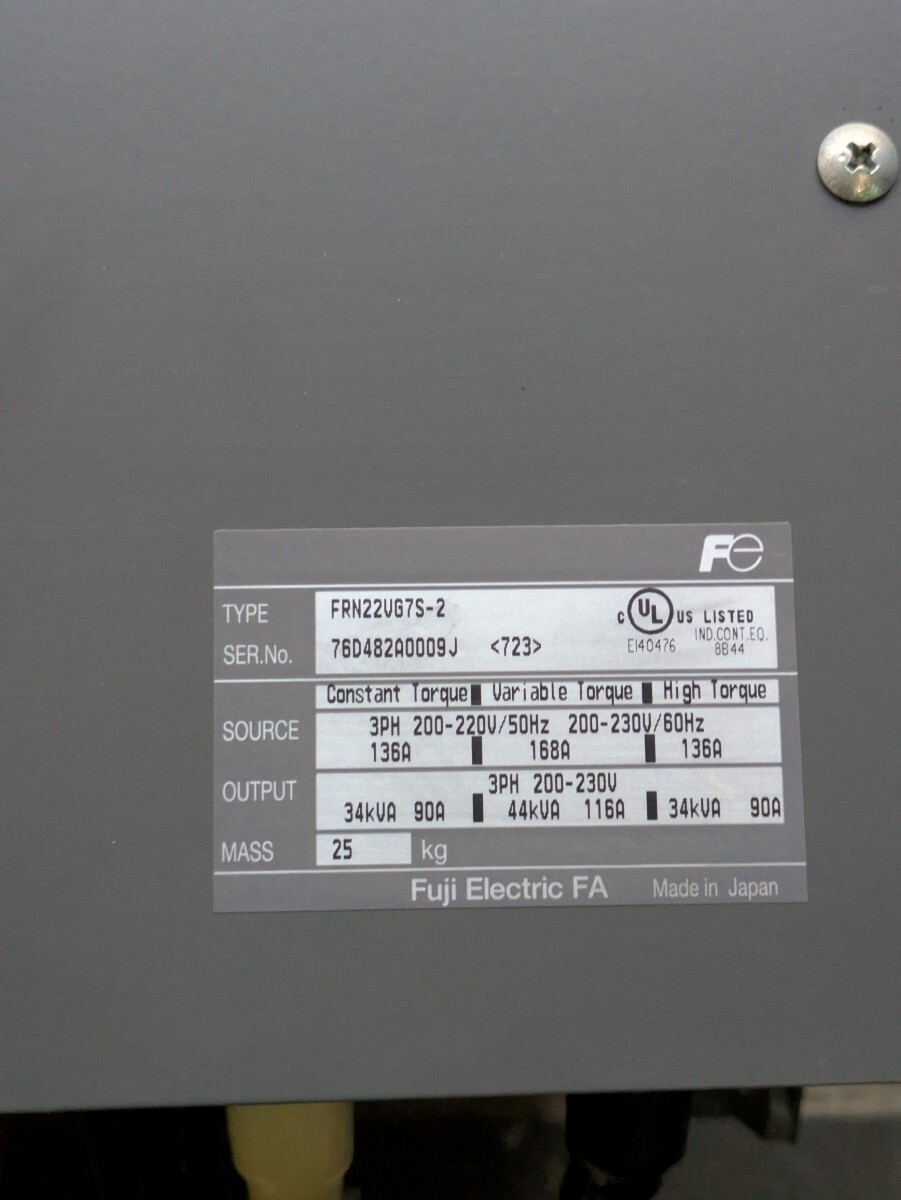 Fe
TYPE FRN22VG7S-2 C UL US LISTED
IND.CONT.EQ.
SER.No. 76D482A0009J <723> E140476 8B44
Constant Torque Variable Torque High Torque
SOURCE 3PH 200-220V/50Hz 200-230V/60Hz
136A 168A 136A
OUTPUT 3PH 200-230V
34kVA 90A 44kVA 116A 34kVA 90A
MASS 25 kg
Fuji Electric FA Made in Japan